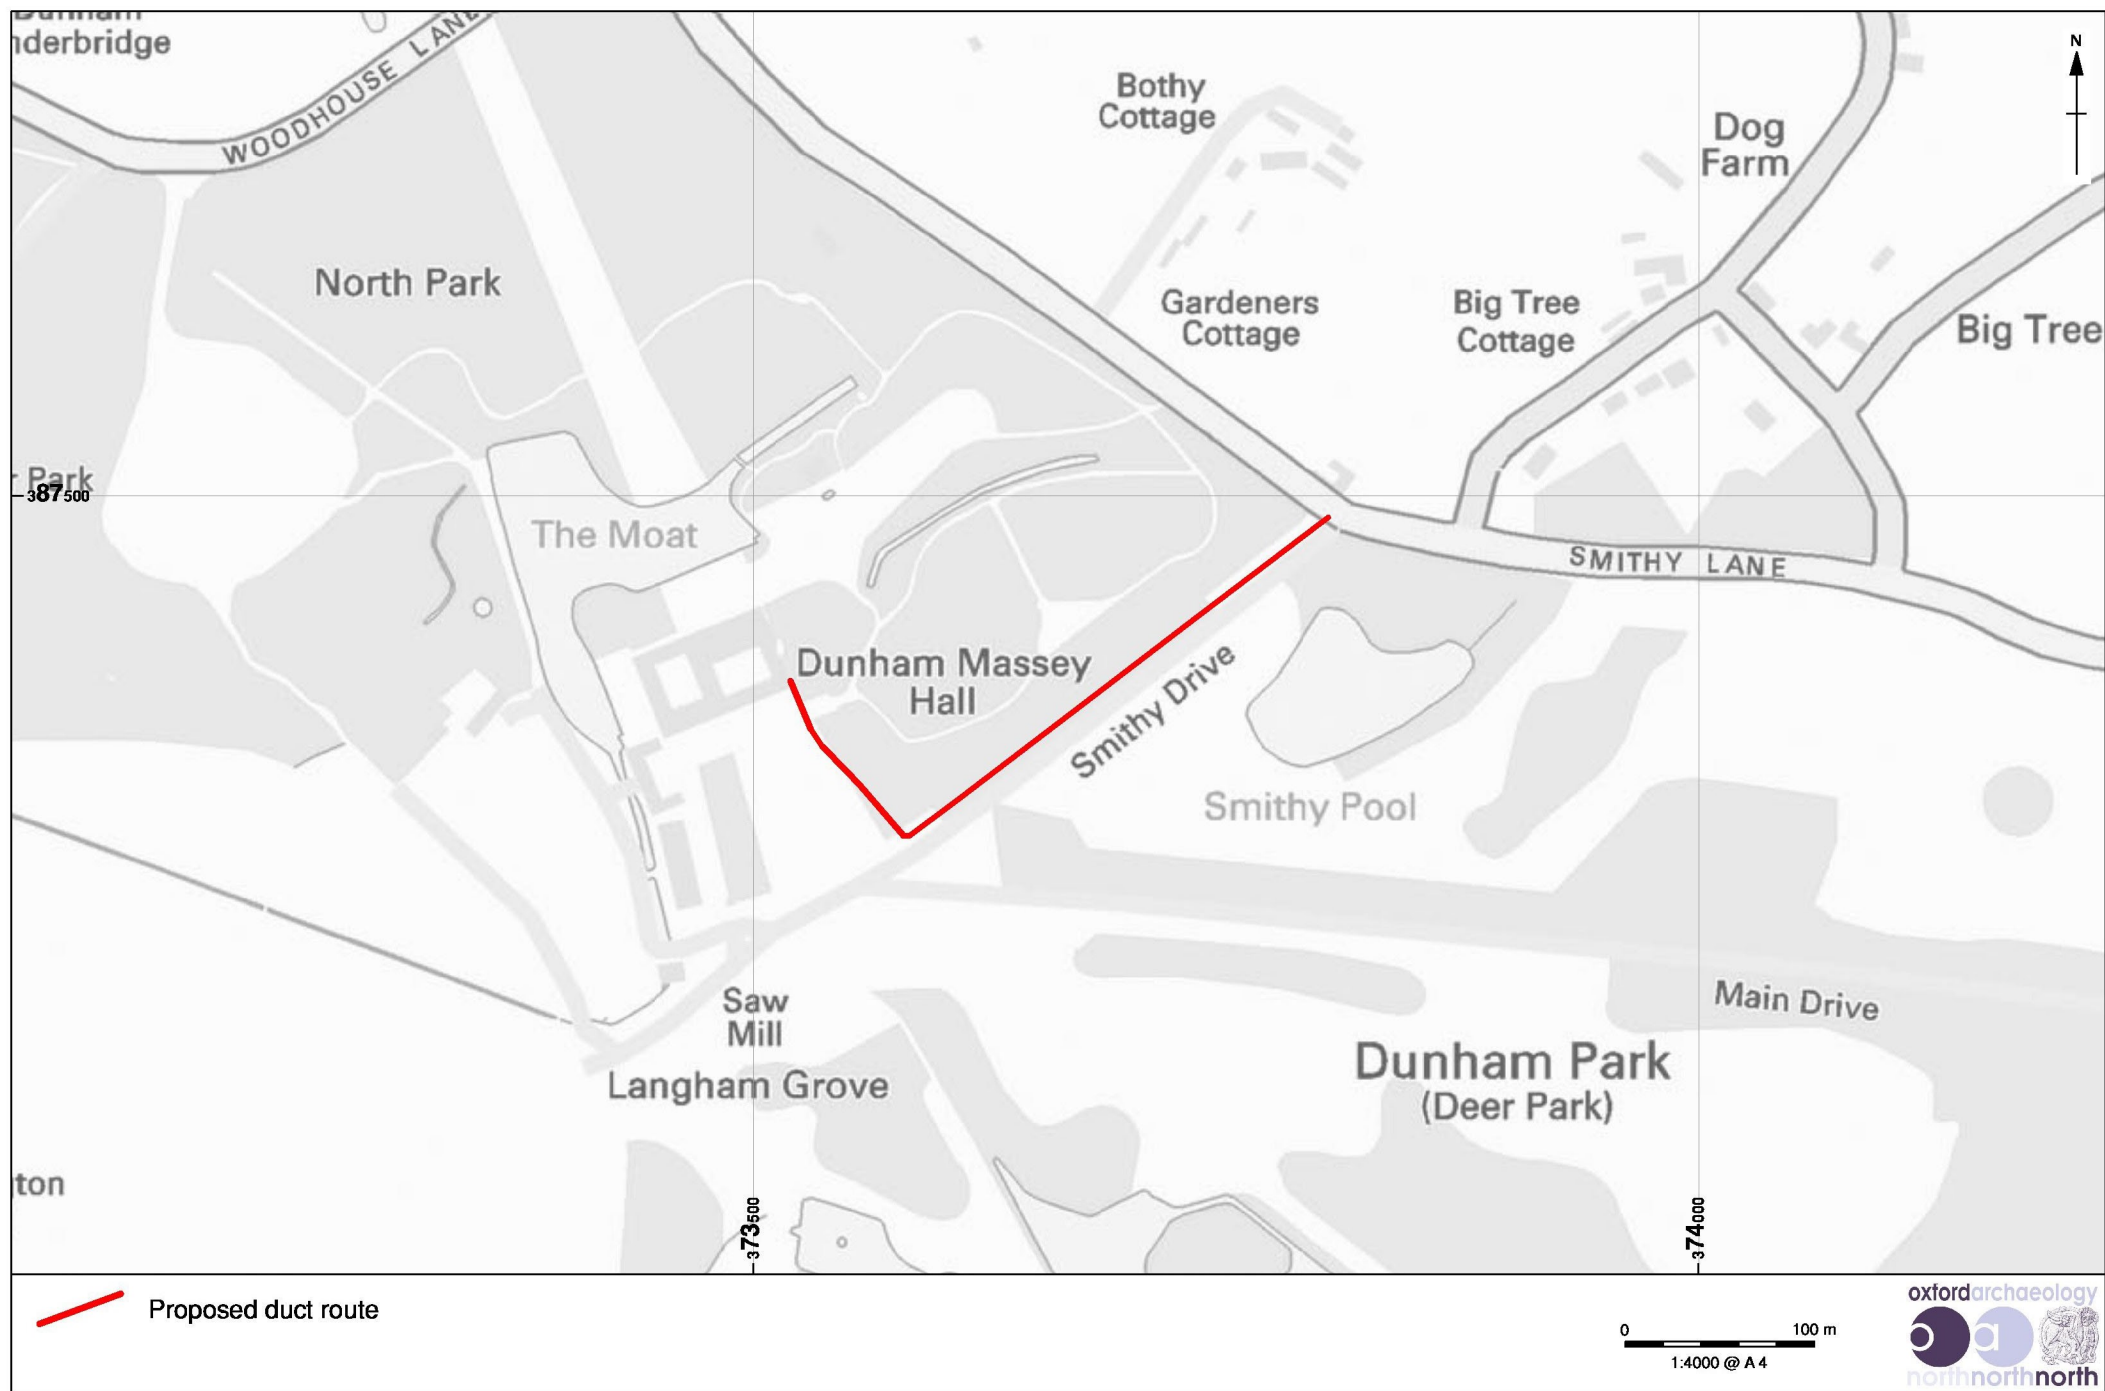 Dunham
nderbridge
WOODHOUSE LANE
N
Bothy
Cottage
Dog
Farm
North Park
Gardeners
Cottage
Big Tree
Cottage
Big Tree
r Park
387500
The Moat
SMITHY LANE
Dunham Massey
Hall
Smithy Drive
Smithy Pool
Saw
Mill
Main Drive
Langham Grove
Dunham Park
(Deer Park)
ton
373500
374000
Proposed duct route
0 100 m
1:4000 @ A4
oxfordarchaeology
o a
northnorthnorth